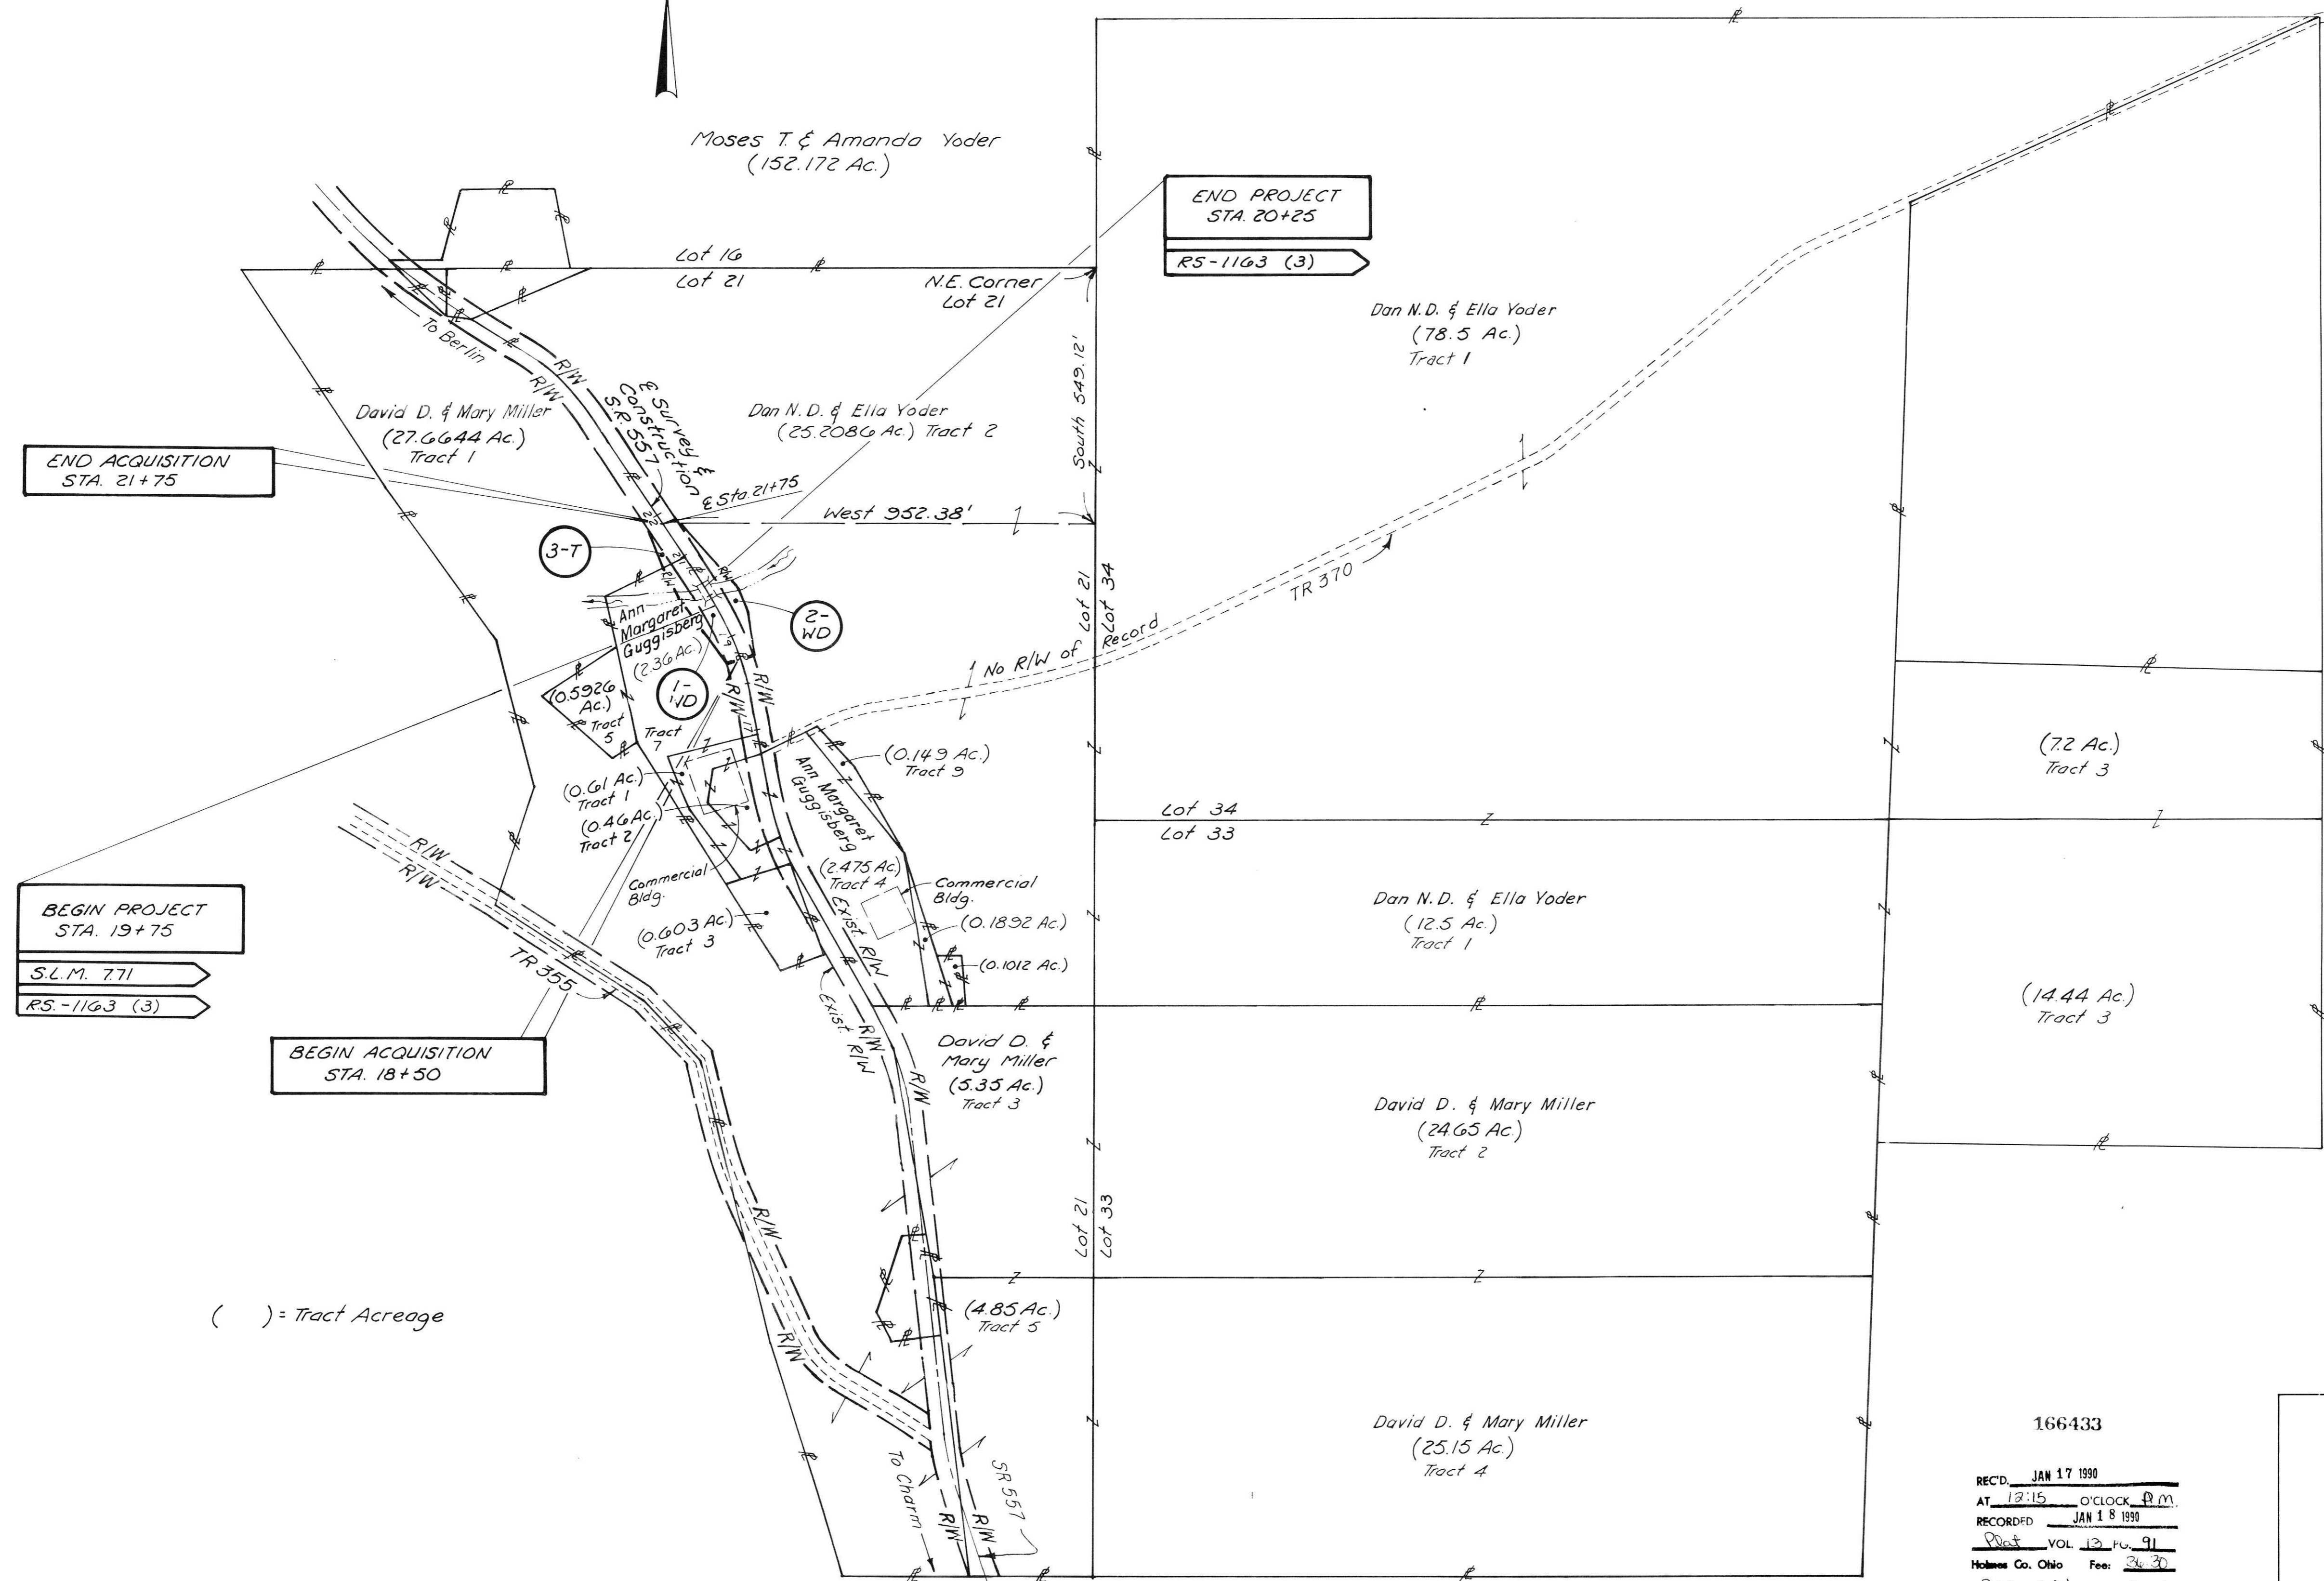 Moses T. & Amanda Yoder
(152.172 Ac.)
END PROJECT
STA. 20+25
RS-1163 (3)
Lot 16
Lot 21
N.E. Corner
Lot 21
To Berlin
R/W
R/W
℄ Survey &
Construction
S.R. 557
South 549.12'
Dan N.D. & Ella Yoder
(78.5 Ac.)
Tract 1
David D. & Mary Miller
(27.6644 Ac.)
Tract 1
Dan N.D. & Ella Yoder
(25.2086 Ac.) Tract 2
END ACQUISITION
STA. 21+75
℄ Sta. 21+75
West 952.38'
22
3-T
21
R/W
R/W
2-
WD
Lot 21
Lot 34
TR 370
Ann
Margaret
Guggisberg
(2.36 Ac.)
19
1-
WD
No R/W of Record
R/W
R/W
17
(0.5926
Ac.)
Tract
5
Tract
7
(0.149 Ac.)
Tract 9
(7.2 Ac.)
Tract 3
(0.61 Ac.)
Tract 1
(0.46 Ac.)
Tract 2
Ann Margaret
Guggisberg
(2.475 Ac.)
Tract 4
Lot 34
Lot 33
R/W
R/W
Commercial
Bldg.
Commercial
Bldg.
(0.1892 Ac.)
(0.603 Ac.)
Tract 3
Exist. R/W
(0.1012 Ac.)
Dan N.D. & Ella Yoder
(12.5 Ac.)
Tract 1
BEGIN PROJECT
STA. 19+75
S.L.M. 7.71
RS-1163 (3)
TR 355
Exist. R/W
R/W
(14.44 Ac.)
Tract 3
BEGIN ACQUISITION
STA. 18+50
David D. &
Mary Miller
(5.35 Ac.)
Tract 3
R/W
David D. & Mary Miller
(24.65 Ac.)
Tract 2
Lot 21
Lot 33
R/W
R/W
( ) = Tract Acreage
(4.85 Ac.)
Tract 5
David D. & Mary Miller
(25.15 Ac.)
Tract 4
To Charm
R/W
R/W
SR 557
166433
REC'D. JAN 17 1990
AT 12:15 O'CLOCK P.M.
RECORDED JAN 18 1990
Plat VOL. 13 PG. 91
Holmes Co. Ohio Fee: 36.30